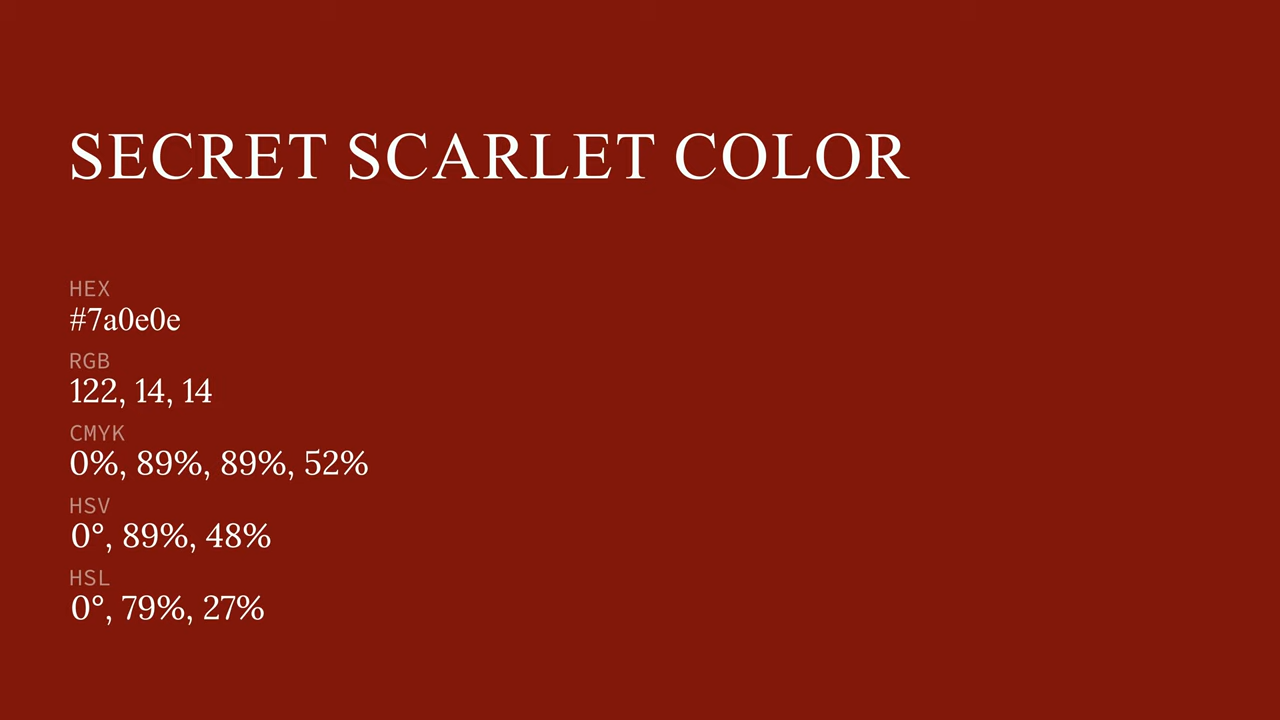 SECRET SCARLET COLOR
HEX
#7a0e0e
RGB
122, 14, 14
CMYK
0%, 89%, 89%, 52%
HSV
0°, 89%, 48%
HSL
0°, 79%, 27%